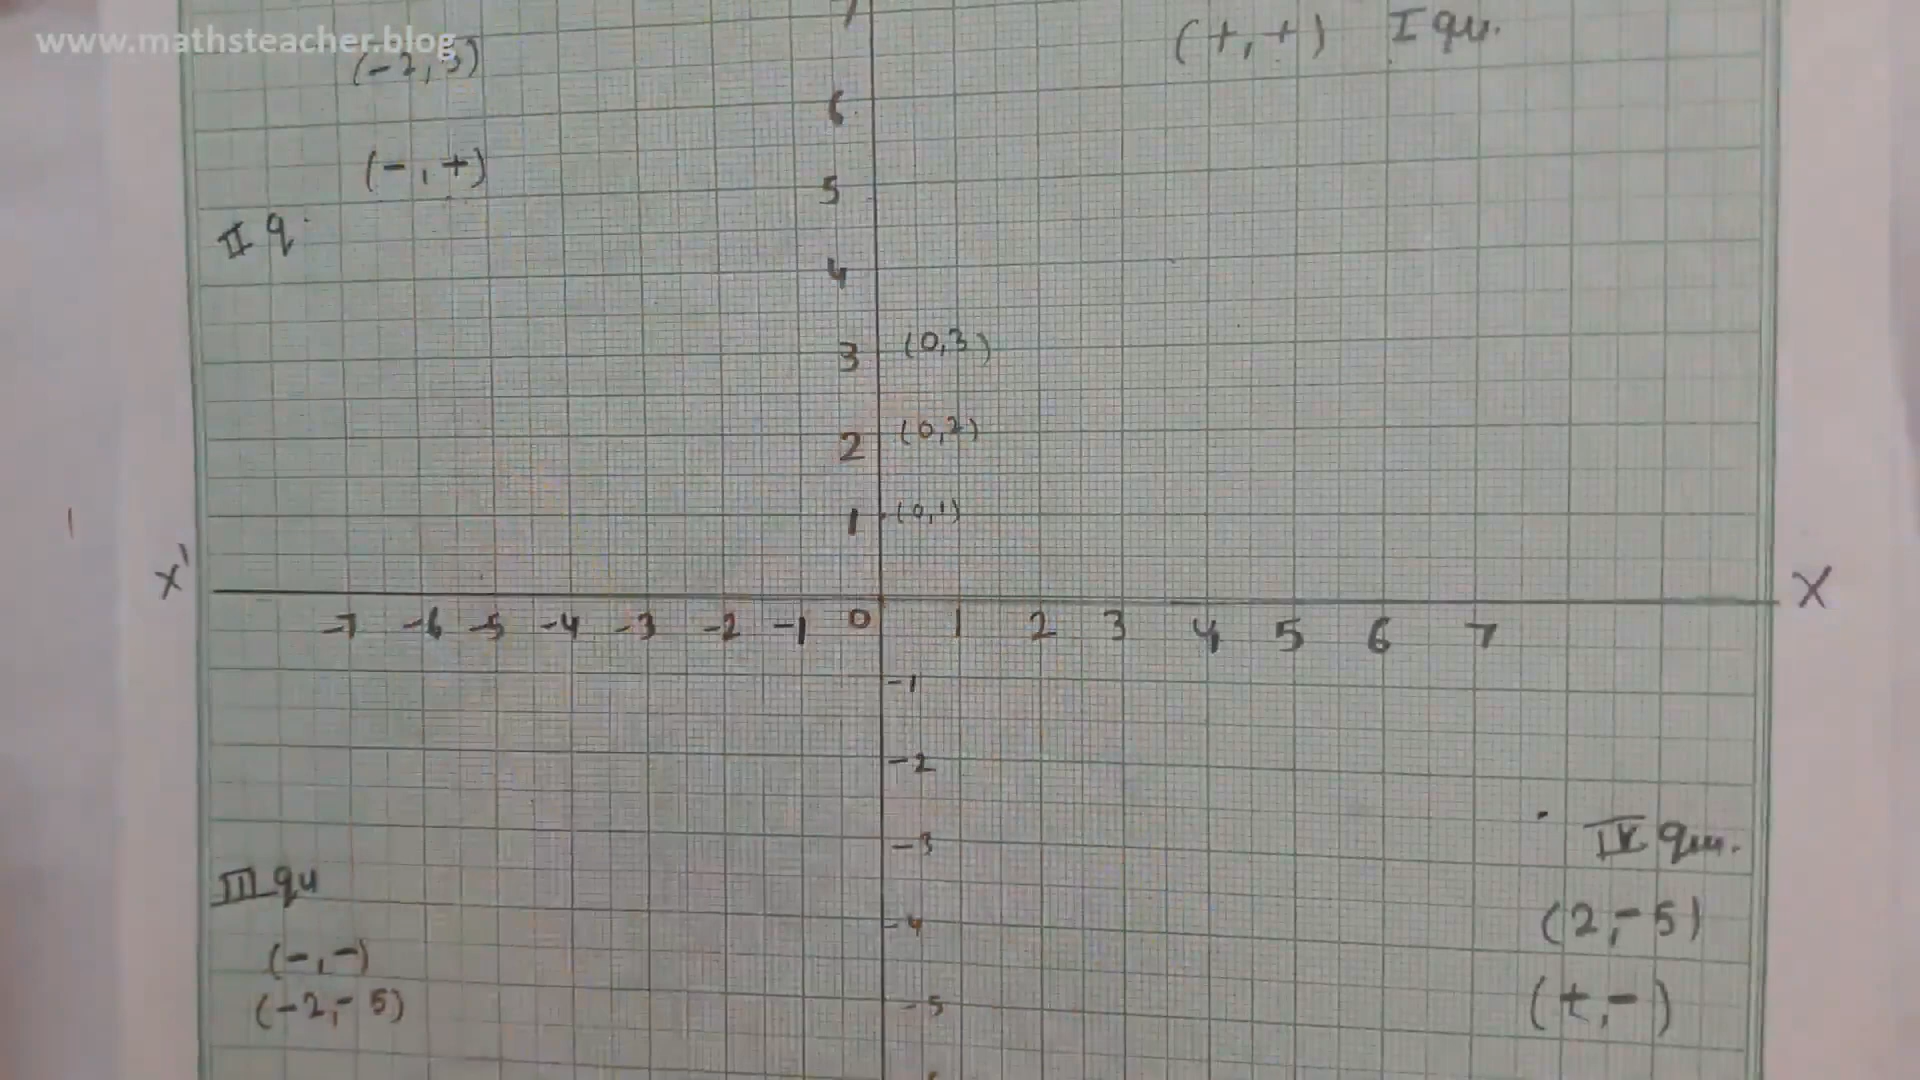 www.mathsteacher.blog
(-2,3)
(+,+) I qu.
6
(-,+)
5
II q.
4
3 (0,3)
2 (0,2)
1 (0,1)
X' X
-7 -6 -5 -4 -3 -2 -1 0 1 2 3 4 5 6 7
-1
-2
-3
IV qu.
III qu
-4
(2,-5)
(-,-)
(-2,-5)
-5
(+,-)